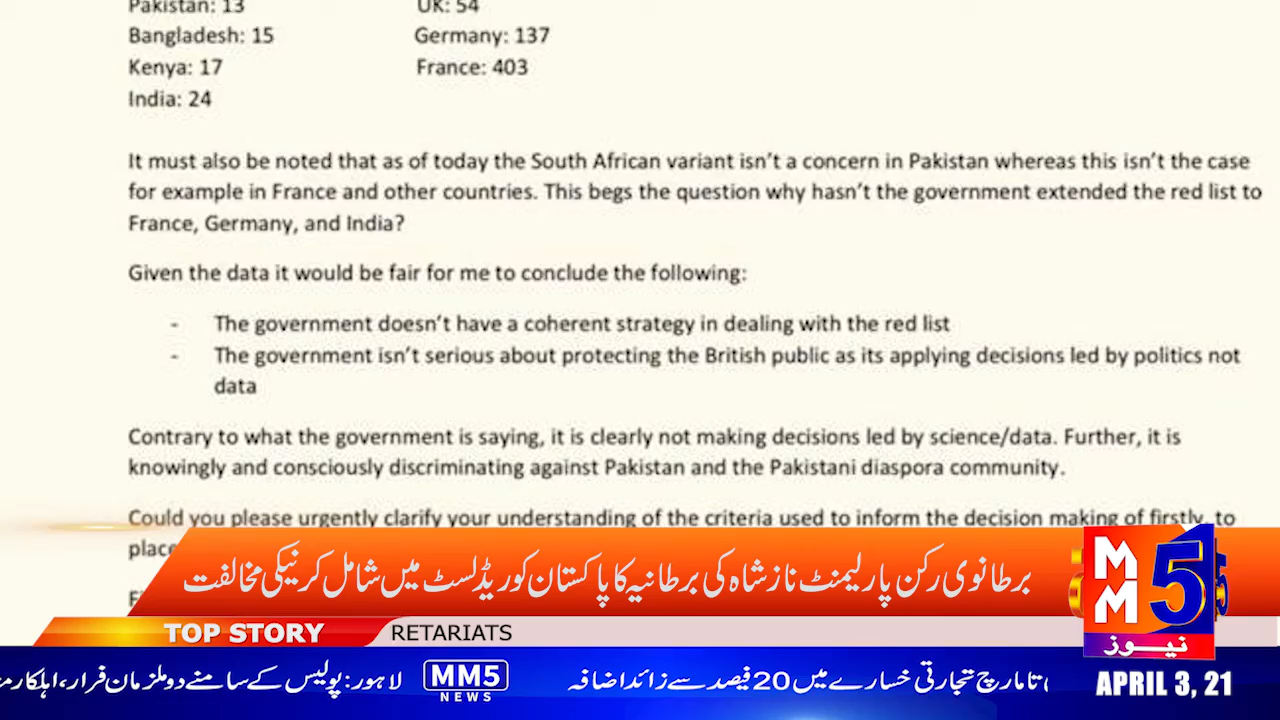 Pakistan: 13 UK: 54
Bangladesh: 15 Germany: 137
Kenya: 17 France: 403
India: 24
It must also be noted that as of today the South African variant isn't a concern in Pakistan whereas this isn't the case
for example in France and other countries. This begs the question why hasn't the government extended the red list to
France, Germany, and India?
Given the data it would be fair for me to conclude the following:
- The government doesn't have a coherent strategy in dealing with the red list
- The government isn't serious about protecting the British public as its applying decisions led by politics not
data
Contrary to what the government is saying, it is clearly not making decisions led by science/data. Further, it is
knowingly and consciously discriminating against Pakistan and the Pakistani diaspora community.
Could you please urgently clarify your understanding of the criteria used to inform the decision making of firstly, to
برطانوی رکن پارلیمنٹ ناز شاہ کی برطانیہ کا پاکستان کو ریڈ لسٹ میں شامل کرنیکی مخالفت
MM5
نیوز
TOP STORY RETARIATS
تا مارچ تجارتی خسارے میں 20 فیصد سے زائد اضافہ
MM5 NEWS
لاہور: پولیس کے سامنے دو ملزمان فرار، اہلکار
APRIL 3, 21